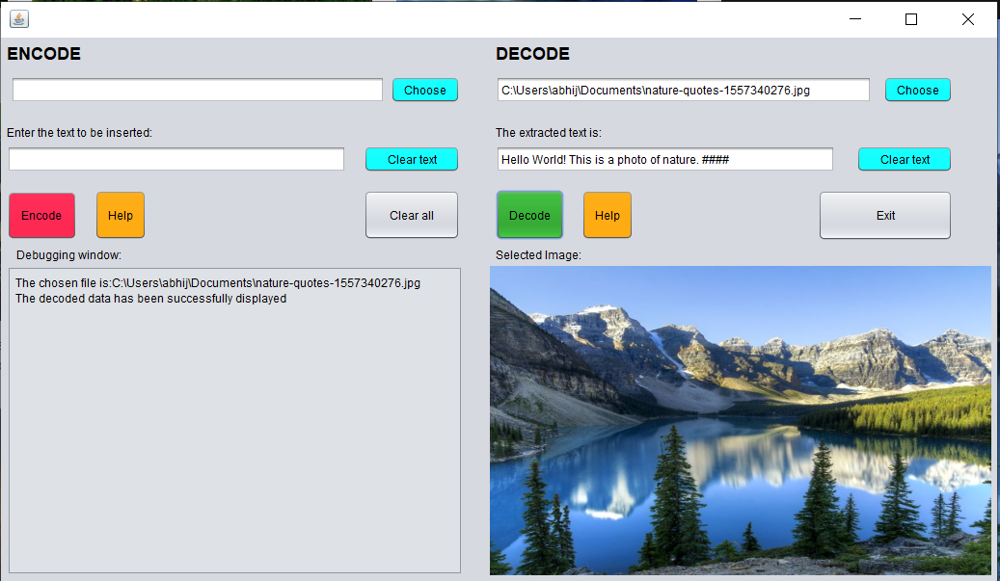 ENCODE
Choose
Enter the text to be inserted:
Clear text
Encode
Help
Clear all
Debugging window:
The chosen file is:C:\Users\abhij\Documents\nature-quotes-1557340276.jpg
The decoded data has been successfully displayed
DECODE
C:\Users\abhij\Documents\nature-quotes-1557340276.jpg
Choose
The extracted text is:
Hello World! This is a photo of nature. ####
Clear text
Decode
Help
Exit
Selected Image: